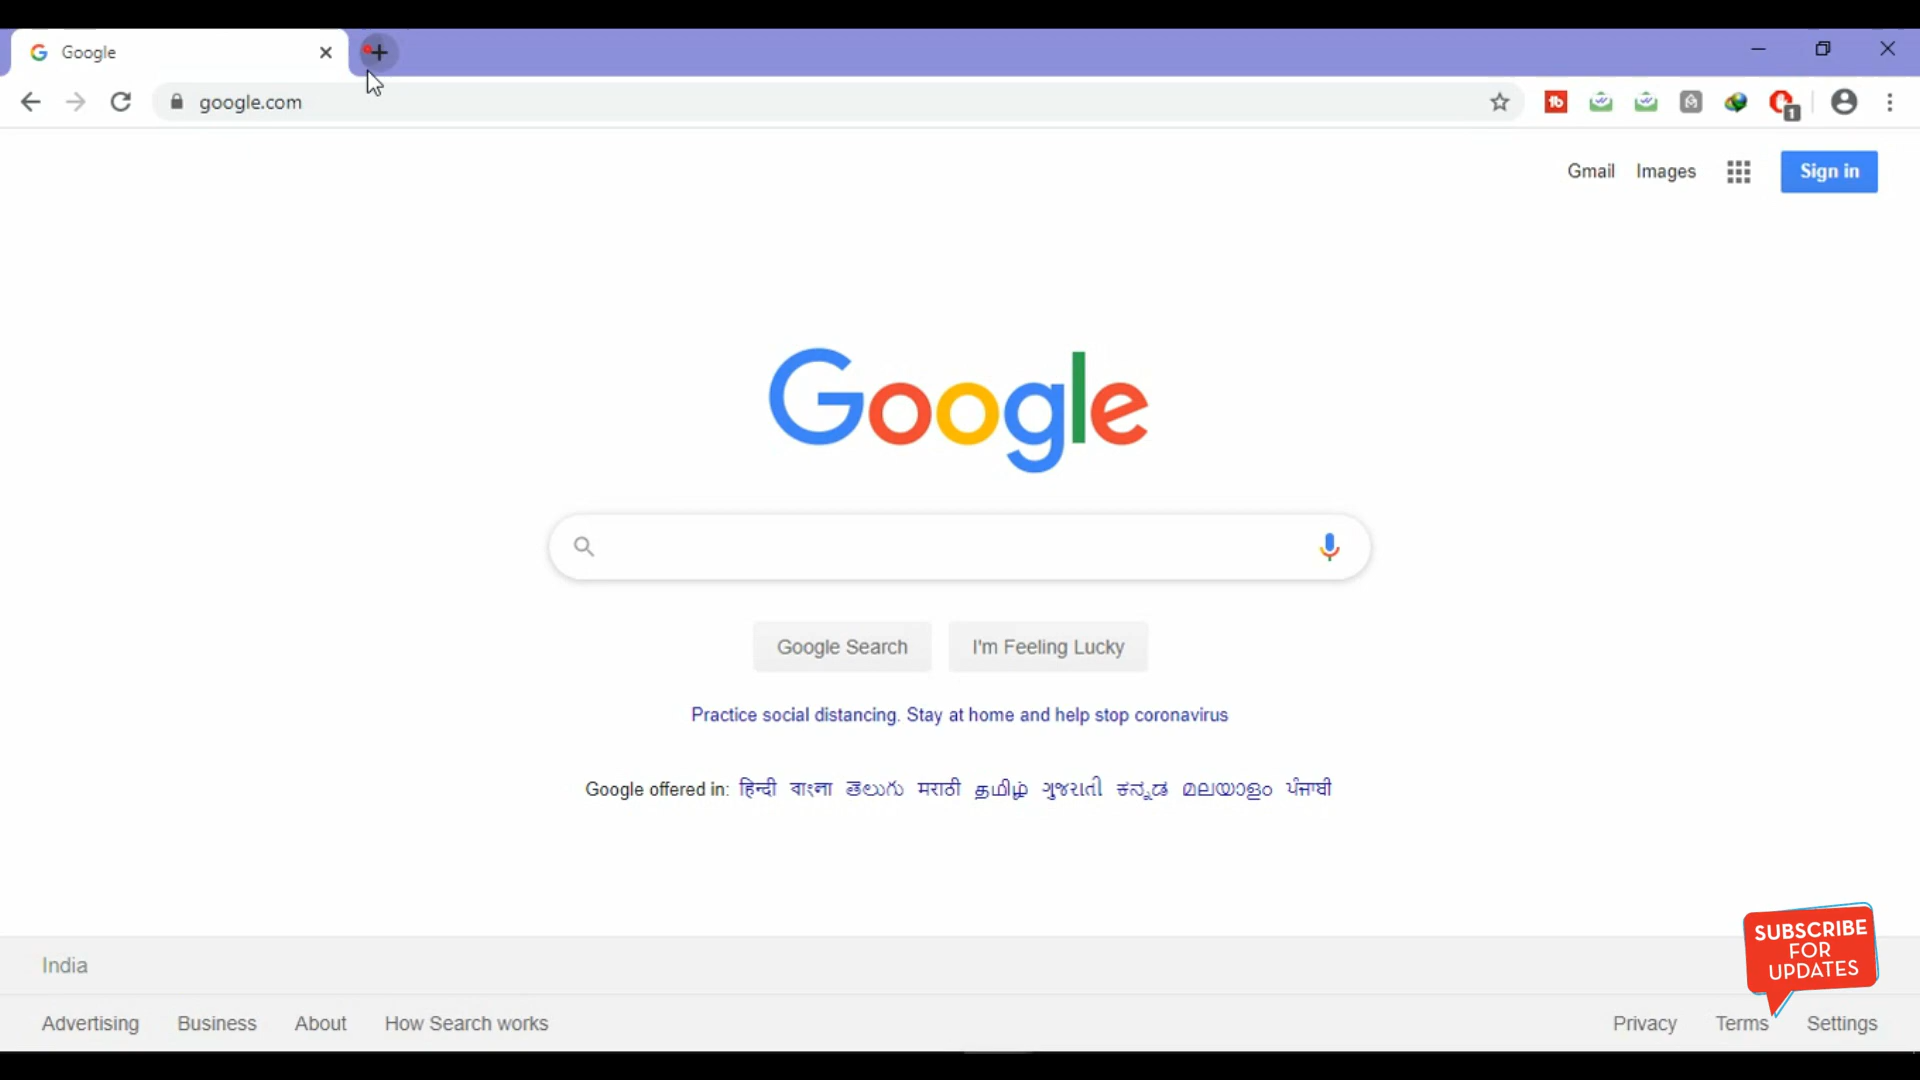 Google
google.com
1
Gmail Images Sign in
Google
Google Search I'm Feeling Lucky
Practice social distancing. Stay at home and help stop coronavirus
Google offered in: हिन्दी বাংলা తెలుగు मराठी தமிழ் ગુજરાતી ಕನ್ನಡ മലയാളം ਪੰਜਾਬੀ
SUBSCRIBE
FOR
UPDATES
India
Advertising Business About How Search works Privacy Terms Settings